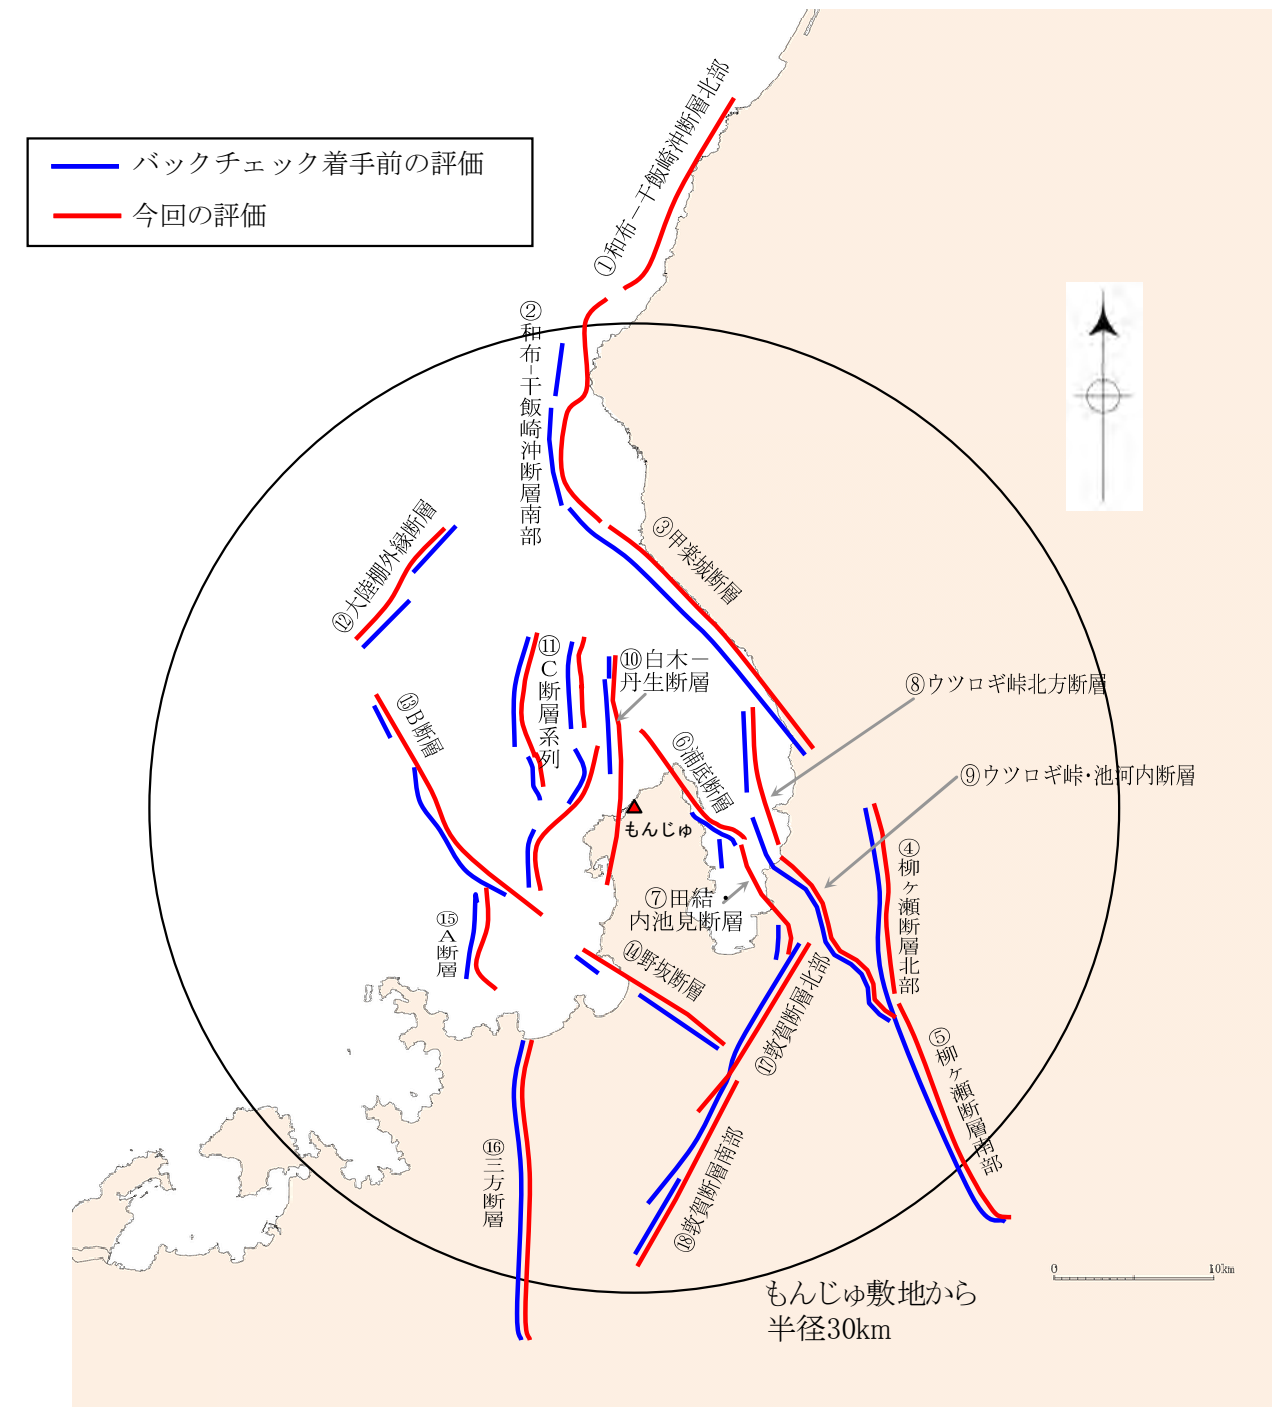 バックチェック着手前の評価
今回の評価
①和布－干飯崎沖断層北部
②和布－干飯崎沖断層南部
③甲楽城断層
⑫大陸棚外縁断層
⑪C断層系列
⑩白木－
丹生断層
⑬B断層
⑥浦底断層
⑧ウツロギ峠北方断層
⑨ウツロギ峠・池河内断層
もんじゅ
④柳ヶ瀬断層北部
⑦田結・
内池見断層
⑮A断層
⑭野坂断層
⑰敦賀断層北部
⑤柳ヶ瀬断層南部
⑯三方断層
⑱敦賀断層南部
0 10km
もんじゅ敷地から
半径30km